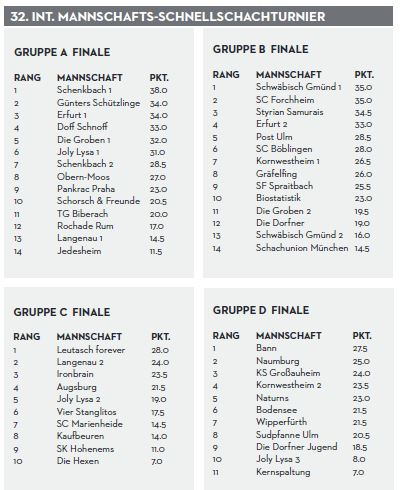 32. INT. MANNSCHAFTS-SCHNELLSCHACHTURNIER
GRUPPE A FINALE
RANG MANNSCHAFT PKT.
1 Schenkbach 1 38.0
2 Günters Schützlinge 34.0
3 Erfurt 1 34.0
4 Doff Schnoff 33.0
5 Die Groben 1 32.0
6 Joly Lysa 1 31.0
7 Schenkbach 2 28.5
8 Obern-Moos 27.0
9 Pankrac Praha 23.0
10 Schorsch & Freunde 20.5
11 TG Biberach 20.0
12 Rochade Rum 17.0
13 Langenau 1 14.5
14 Jedesheim 11.5
GRUPPE B FINALE
RANG MANNSCHAFT PKT.
1 Schwäbisch Gmünd 1 35.0
2 SC Forchheim 35.0
3 Styrian Samurais 34.5
4 Erfurt 2 33.0
5 Post Ulm 28.5
6 SC Böblingen 28.0
7 Kornwestheim 1 26.5
8 Gräfelfing 26.0
9 SF Spraitbach 25.5
10 Biostatistik 23.0
11 Die Groben 2 19.5
12 Die Dorfner 19.0
13 Schwäbisch Gmünd 2 16.0
14 Schachunion München 14.5
GRUPPE C FINALE
RANG MANNSCHAFT PKT.
1 Leutasch forever 28.0
2 Langenau 2 24.0
3 Ironbrain 23.5
4 Augsburg 21.5
5 Joly Lysa 2 19.0
6 Vier Stanglitos 17.5
7 SC Marienheide 14.5
8 Kaufbeuren 14.0
9 SK Hohenems 11.0
10 Die Hexen 7.0
GRUPPE D FINALE
RANG MANNSCHAFT PKT.
1 Bann 27.5
2 Naumburg 25.0
3 KS Großauheim 24.0
4 Kornwestheim 2 23.5
5 Naturns 23.0
6 Bodensee 21.5
7 Wipperfürth 21.5
8 Sudpfanne Ulm 20.5
9 Die Dorfner Jugend 18.5
10 Joly Lysa 3 8.0
11 Kernspaltung 7.0